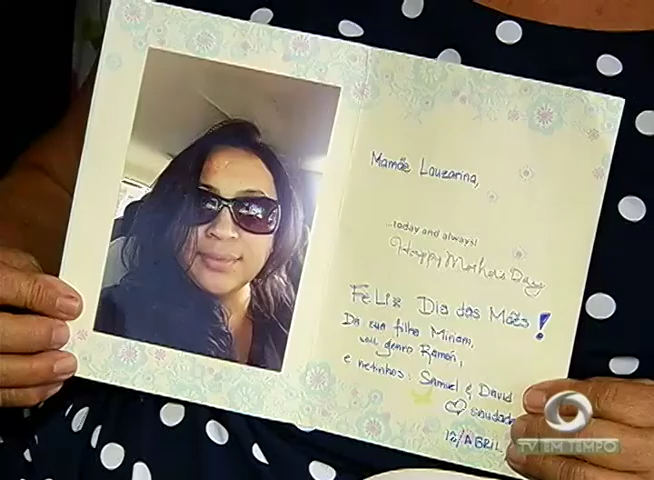 Mamãe Louzarina,
...today and always!
Happy Mother's Day
FELIZ Dia das Mães!
Da sua filha Miriam,
seu genro Ramón,
e netinhos: Samuel & David
saudade
12/ABRIL
TV EM TEMPO